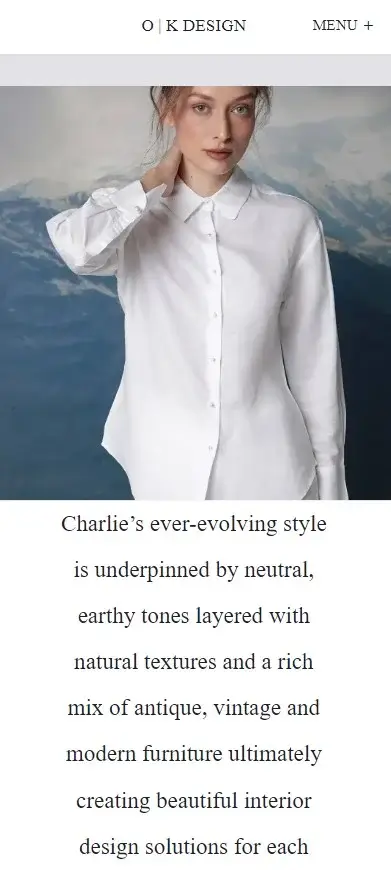 O | K DESIGN
MENU +
Charlie’s ever-evolving style
is underpinned by neutral,
earthy tones layered with
natural textures and a rich
mix of antique, vintage and
modern furniture ultimately
creating beautiful interior
design solutions for each